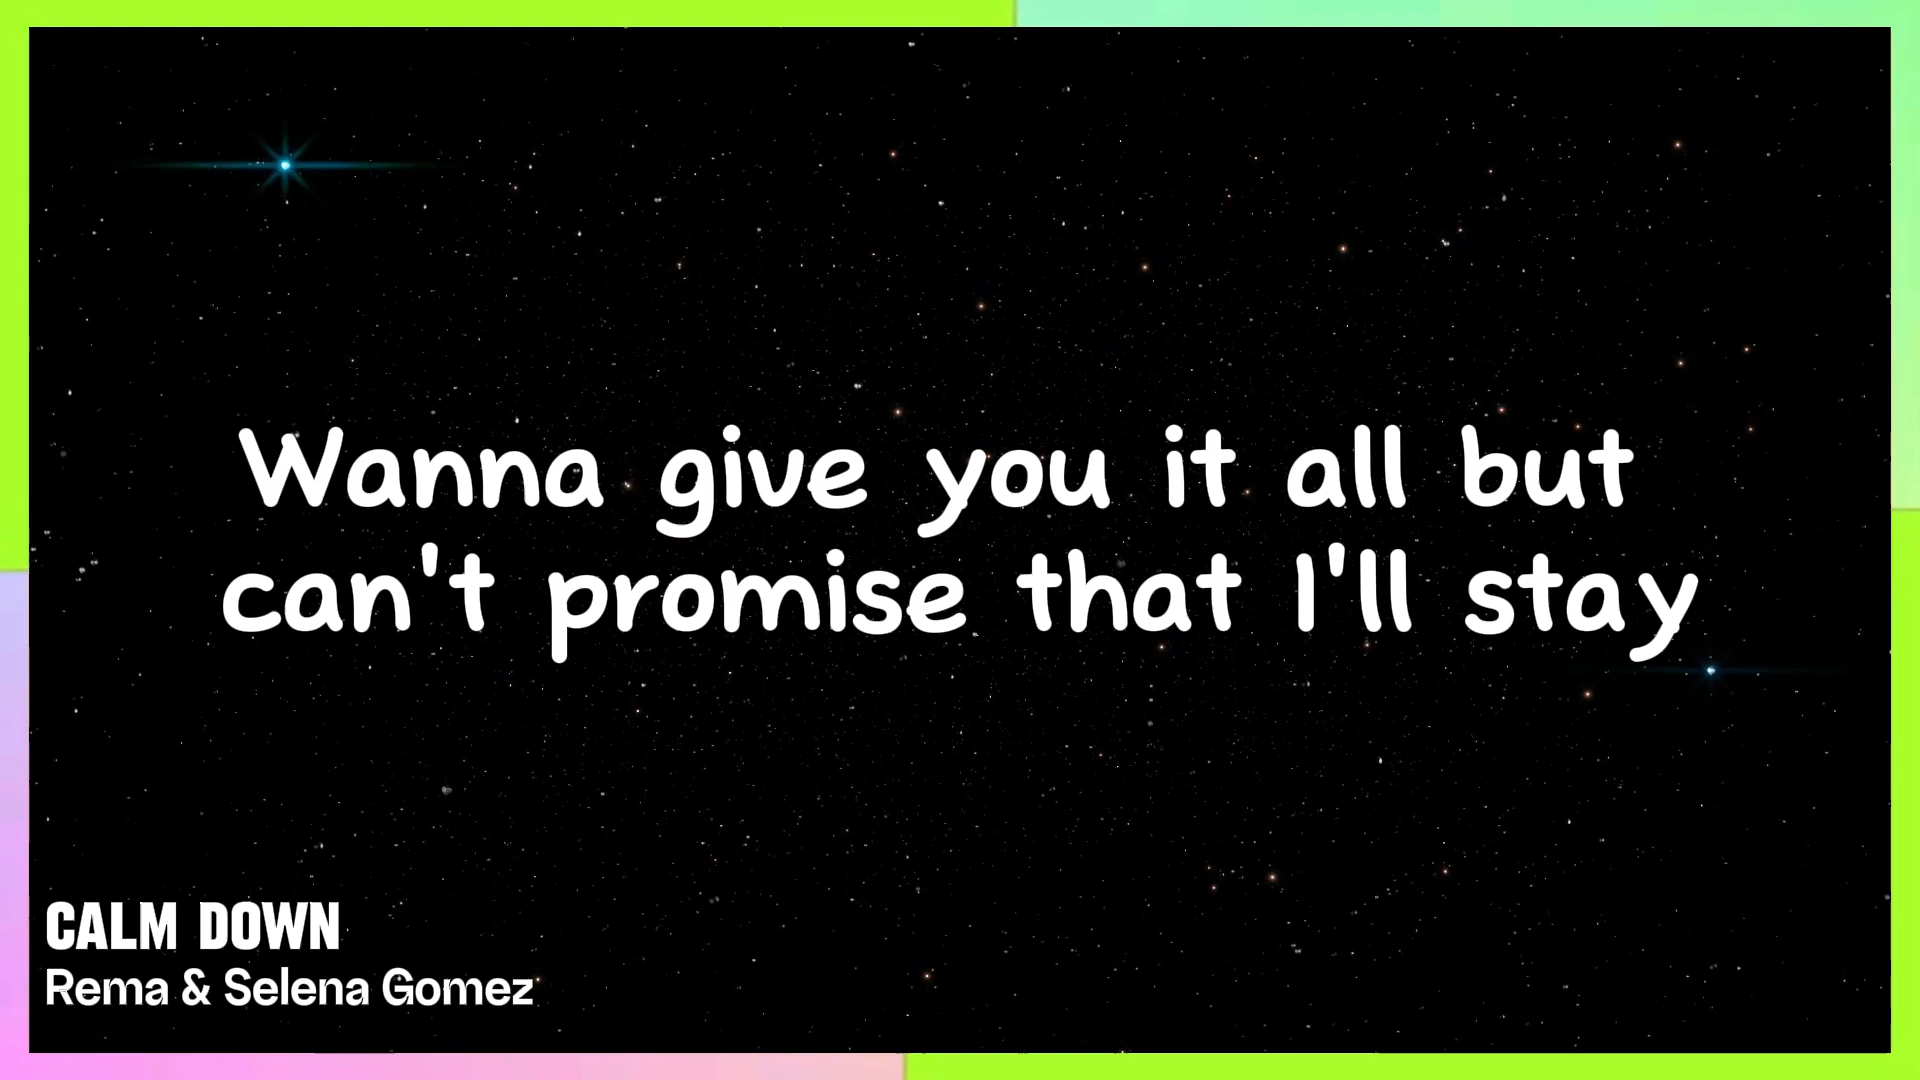 Wanna give you it all but
can't promise that I'll stay
CALM DOWN
Rema & Selena Gomez